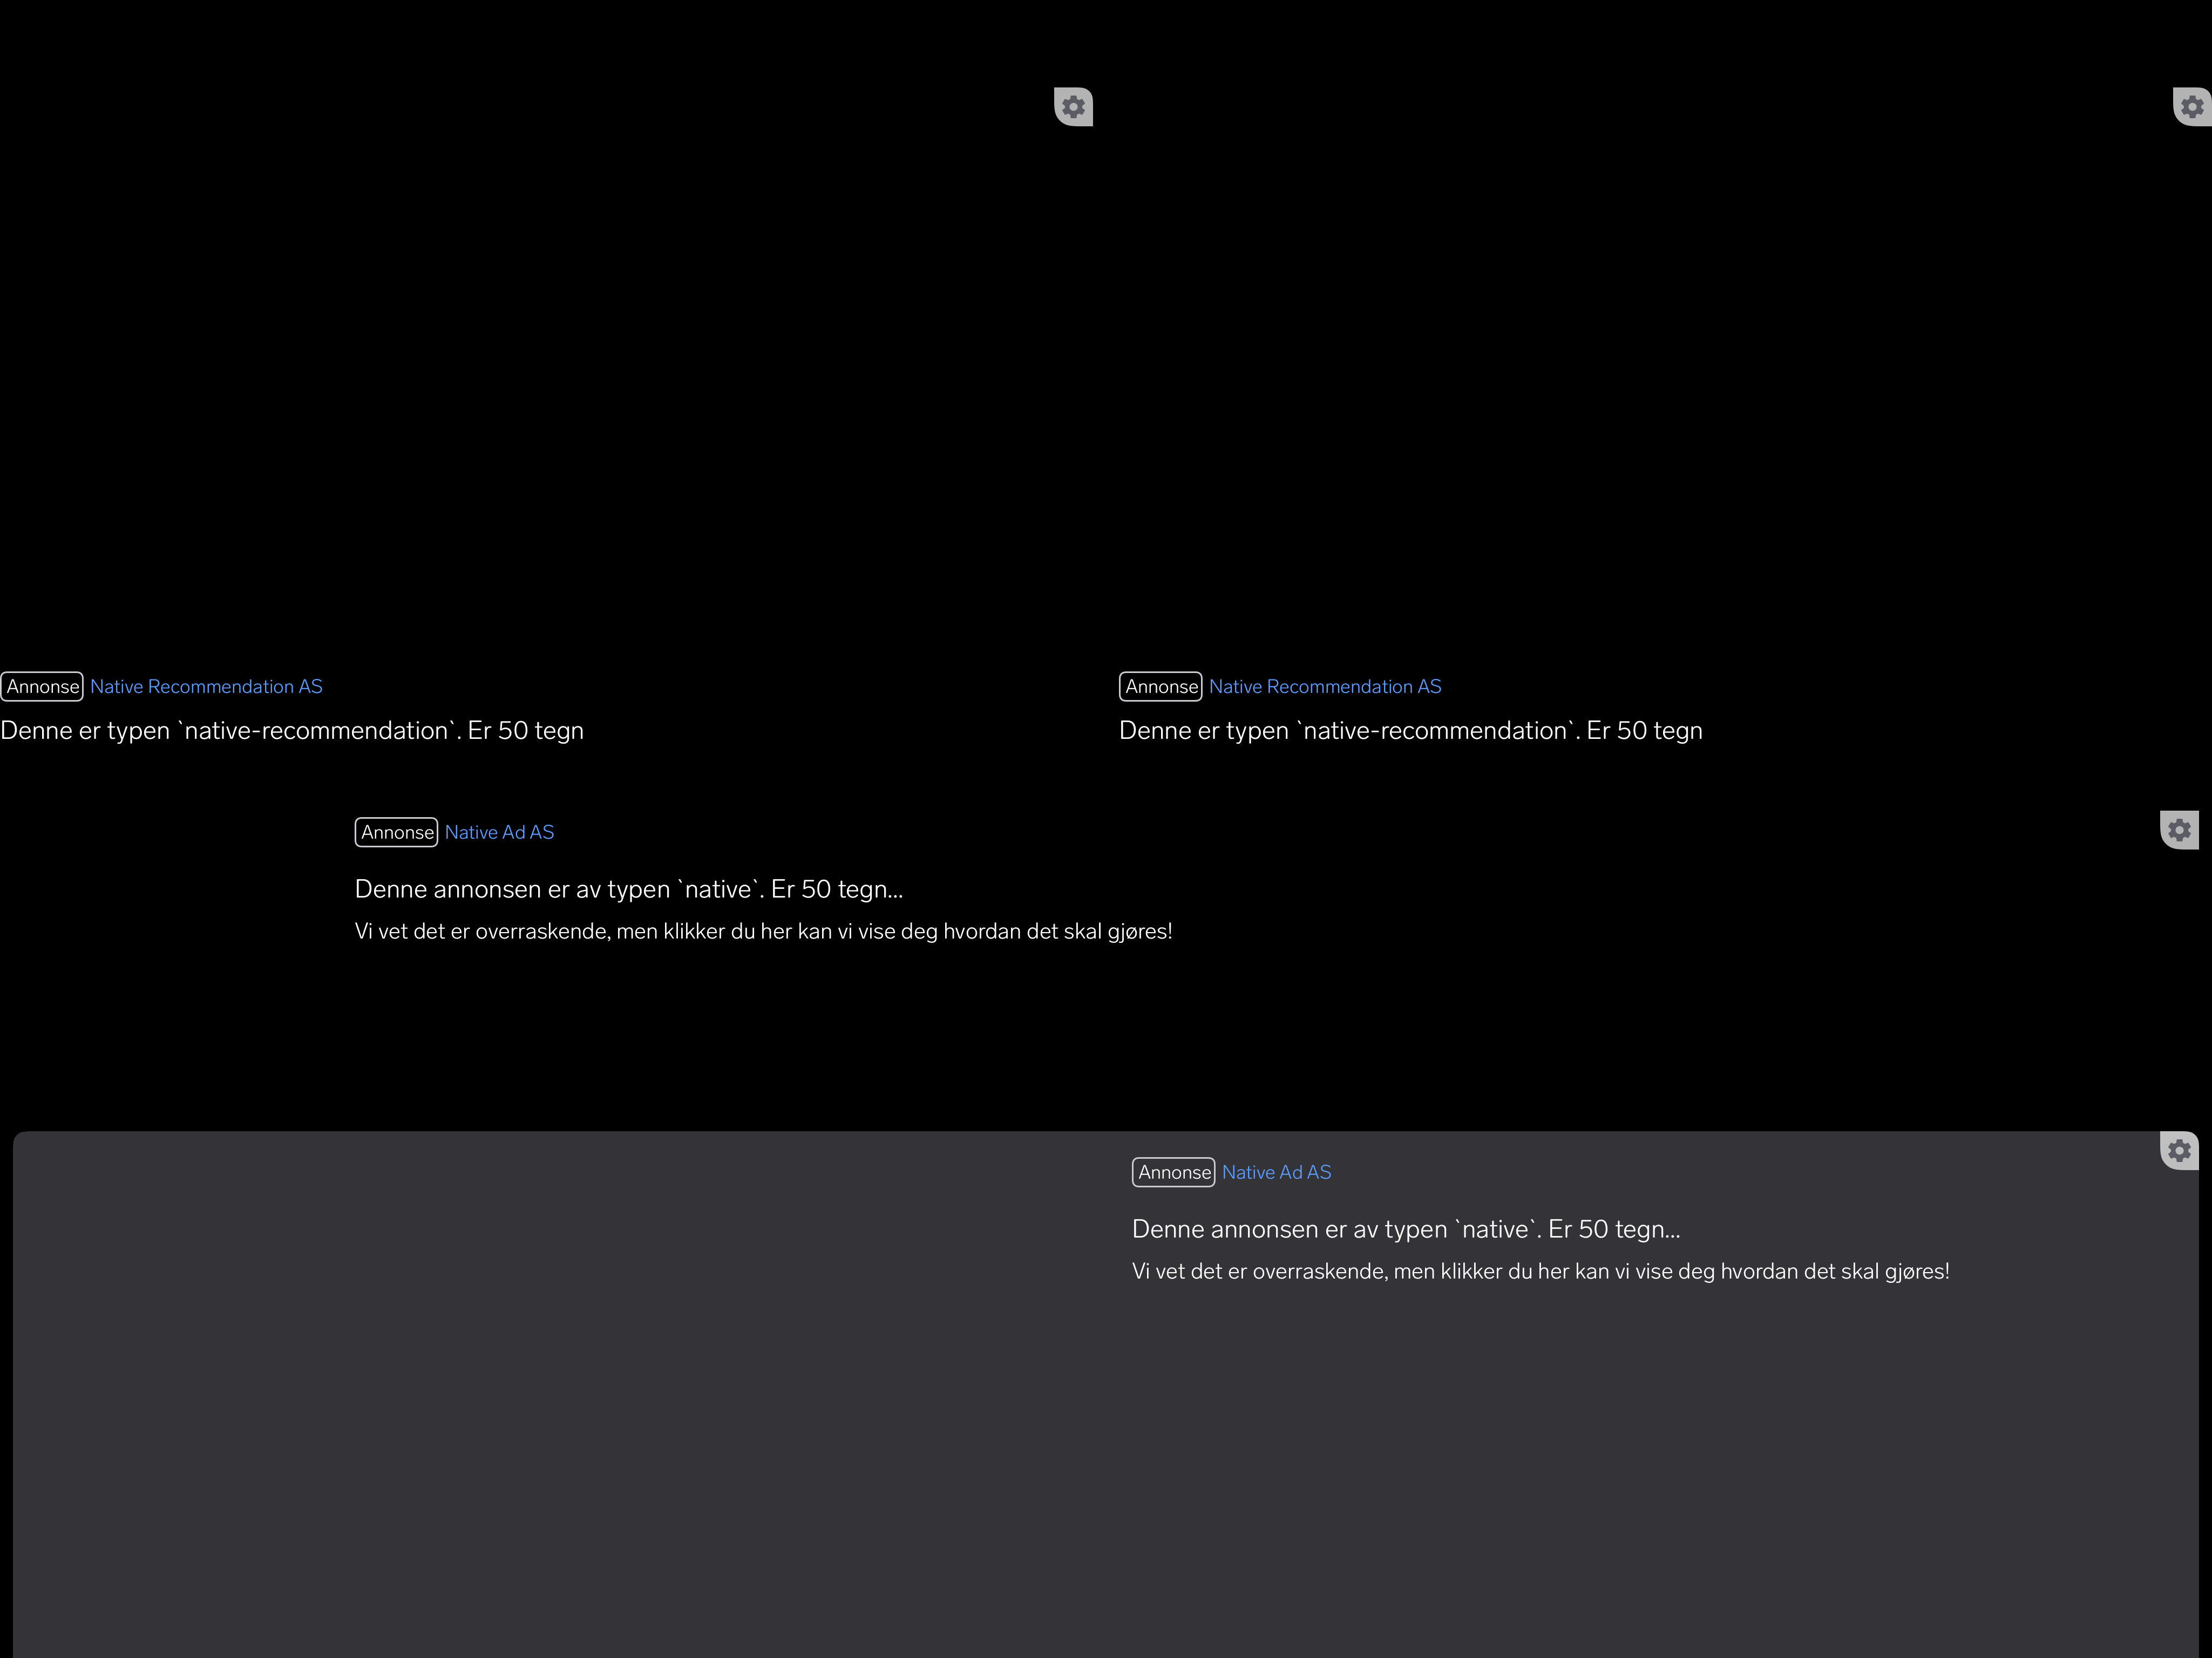 Annonse Native Recommendation AS
Denne er typen `native-recommendation`. Er 50 tegn
Annonse Native Recommendation AS
Denne er typen `native-recommendation`. Er 50 tegn
Annonse Native Ad AS
Denne annonsen er av typen `native`. Er 50 tegn...
Vi vet det er overraskende, men klikker du her kan vi vise deg hvordan det skal gjøres!
Annonse Native Ad AS
Denne annonsen er av typen `native`. Er 50 tegn...
Vi vet det er overraskende, men klikker du her kan vi vise deg hvordan det skal gjøres!